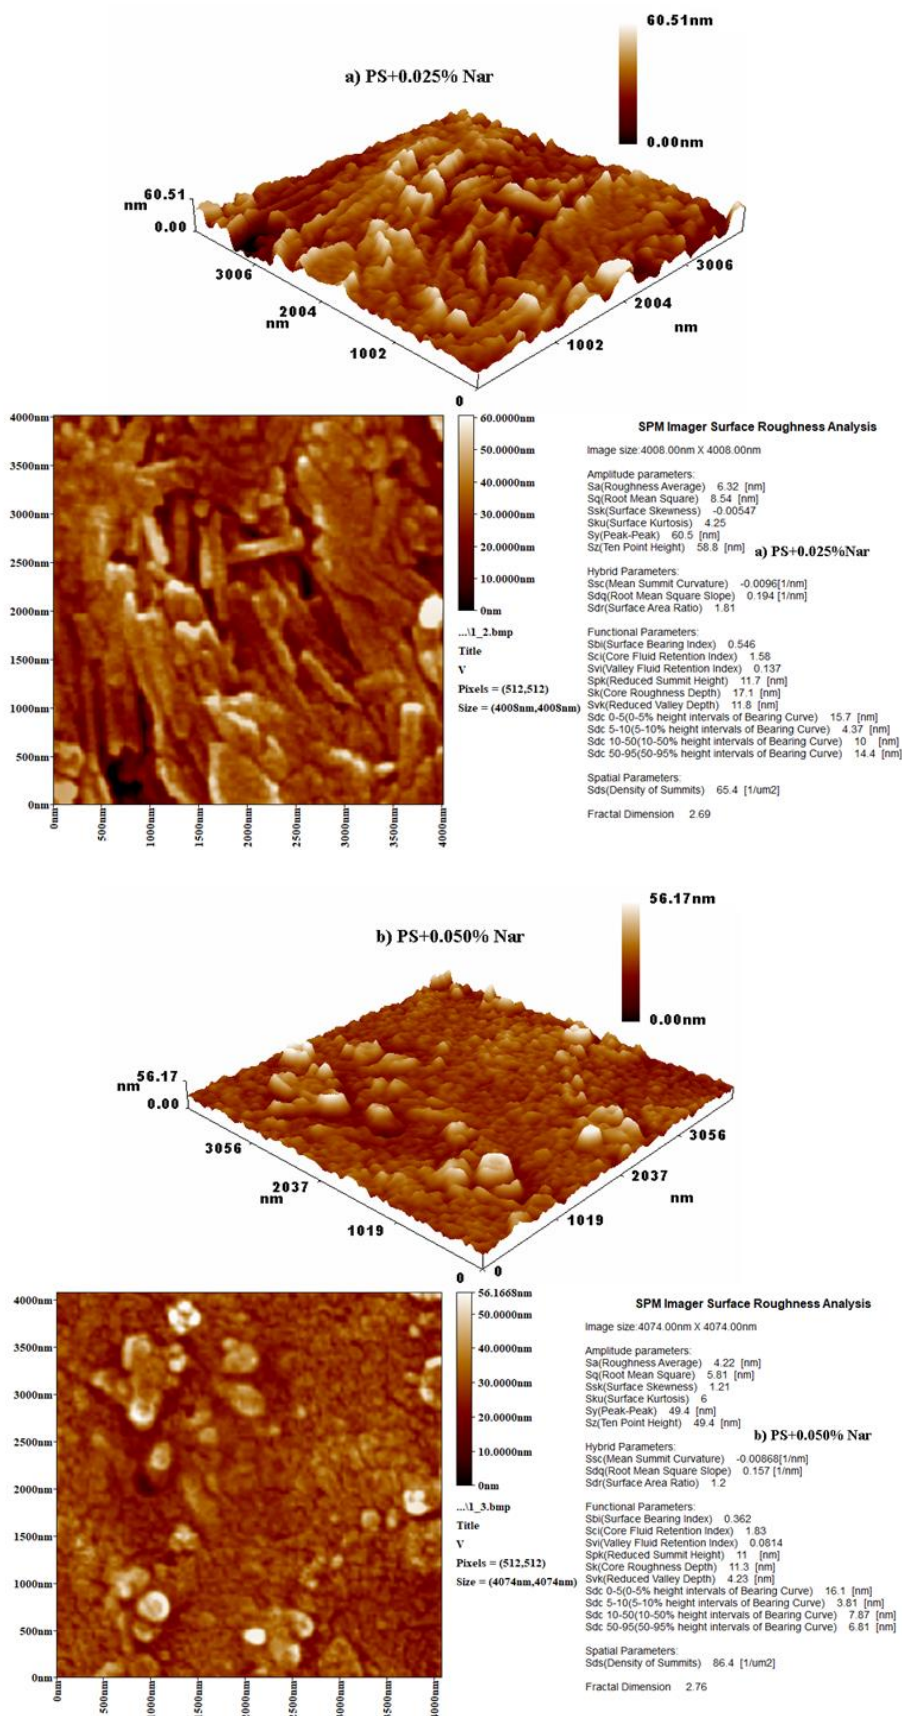 60.51nm
a) PS+0.025% Nar
0.00nm
60.51
nm
0.00
3006
2004
nm
1002
0
1002
2004
nm
3006
4000nm
3500nm
3000nm
2500nm
2000nm
1500nm
1000nm
500nm
0nm
0nm
500nm
1000nm
1500nm
2000nm
2500nm
3000nm
3500nm
4000nm
60.0000nm
50.0000nm
40.0000nm
30.0000nm
20.0000nm
10.0000nm
0nm
...\1_2.bmp
Title
V
Pixels = (512,512)
Size = (4008nm,4008nm)
SPM Imager Surface Roughness Analysis
Image size:4008.00nm X 4008.00nm
Amplitude parameters:
Sa(Roughness Average) 6.32 [nm]
Sq(Root Mean Square) 8.54 [nm]
Ssk(Surface Skewness) -0.00547
Sku(Surface Kurtosis) 4.25
Sy(Peak-Peak) 60.5 [nm]
Sz(Ten Point Height) 58.8 [nm]
a) PS+0.025%Nar
Hybrid Parameters:
Ssc(Mean Summit Curvature) -0.0096[1/nm]
Sdq(Root Mean Square Slope) 0.194 [1/nm]
Sdr(Surface Area Ratio) 1.81
Functional Parameters:
Sbi(Surface Bearing Index) 0.546
Sci(Core Fluid Retention Index) 1.58
Svi(Valley Fluid Retention Index) 0.137
Spk(Reduced Summit Height) 11.7 [nm]
Sk(Core Roughness Depth) 17.1 [nm]
Svk(Reduced Valley Depth) 11.8 [nm]
Sdc 0-5(0-5% height intervals of Bearing Curve) 15.7 [nm]
Sdc 5-10(5-10% height intervals of Bearing Curve) 4.37 [nm]
Sdc 10-50(10-50% height intervals of Bearing Curve) 10 [nm]
Sdc 50-95(50-95% height intervals of Bearing Curve) 14.4 [nm]
Spatial Parameters:
Sds(Density of Summits) 65.4 [1/um2]
Fractal Dimension 2.69
56.17nm
b) PS+0.050% Nar
0.00nm
56.17
nm
0.00
3056
2037
nm
1019
0
0
1019
2037
nm
3056
4000nm
3500nm
3000nm
2500nm
2000nm
1500nm
1000nm
500nm
0nm
0nm
500nm
1000nm
1500nm
2000nm
2500nm
3000nm
3500nm
4000nm
56.1668nm
40.0000nm
30.0000nm
20.0000nm
10.0000nm
0nm
...\1_3.bmp
Title
V
Pixels = (512,512)
Size = (4074nm,4074nm)
SPM Imager Surface Roughness Analysis
Image size:4074.00nm X 4074.00nm
Amplitude parameters:
Sa(Roughness Average) 4.22 [nm]
Sq(Root Mean Square) 5.81 [nm]
Ssk(Surface Skewness) 1.21
Sku(Surface Kurtosis) 6
Sy(Peak-Peak) 49.4 [nm]
Sz(Ten Point Height) 49.4 [nm]
b) PS+0.050% Nar
Hybrid Parameters:
Ssc(Mean Summit Curvature) -0.00868[1/nm]
Sdq(Root Mean Square Slope) 0.157 [1/nm]
Sdr(Surface Area Ratio) 1.2
Functional Parameters:
Sbi(Surface Bearing Index) 0.362
Sci(Core Fluid Retention Index) 1.83
Svi(Valley Fluid Retention Index) 0.0814
Spk(Reduced Summit Height) 11 [nm]
Sk(Core Roughness Depth) 11.3 [nm]
Svk(Reduced Valley Depth) 4.23 [nm]
Sdc 0-5(0-5% height intervals of Bearing Curve) 16.1 [nm]
Sdc 5-10(5-10% height intervals of Bearing Curve) 3.81 [nm]
Sdc 10-50(10-50% height intervals of Bearing Curve) 7.87 [nm]
Sdc 50-95(50-95% height intervals of Bearing Curve) 6.81 [nm]
Spatial Parameters:
Sds(Density of Summits) 86.4 [1/um2]
Fractal Dimension 2.76